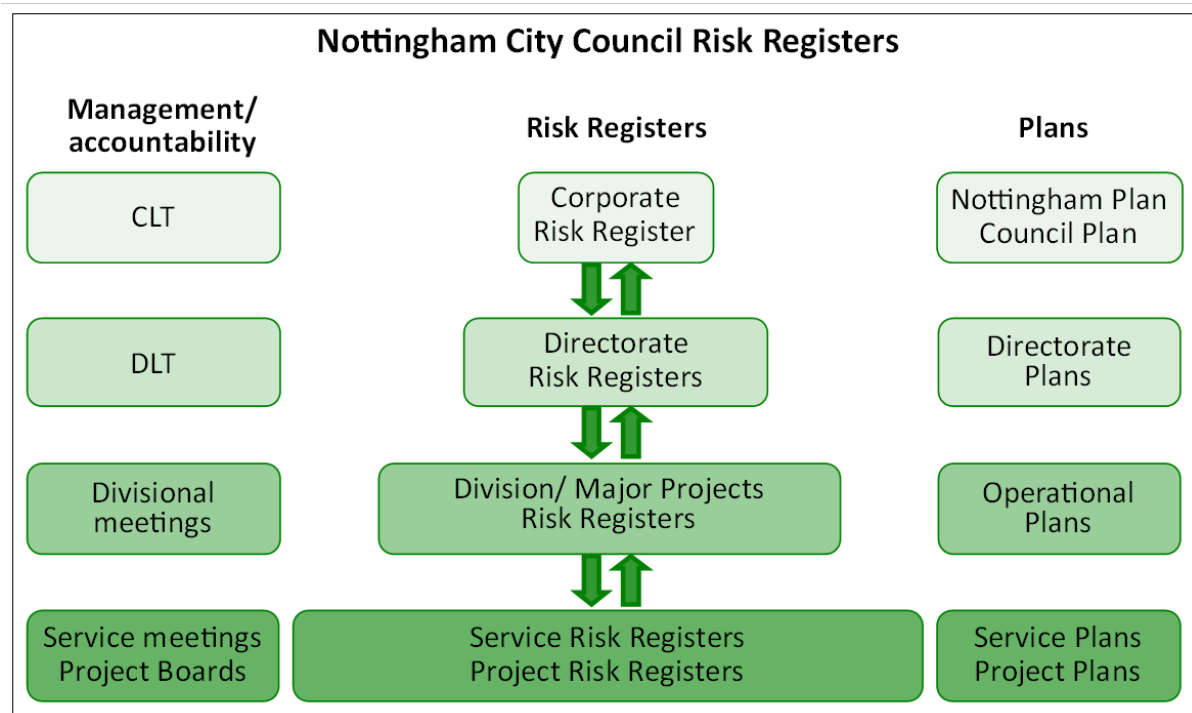 Nottingham City Council Risk Registers
Management/
accountability
Risk Registers
Plans
CLT
Corporate
Risk Register
Nottingham Plan
Council Plan
DLT
Directorate
Risk Registers
Directorate
Plans
Divisional
meetings
Division/ Major Projects
Risk Registers
Operational
Plans
Service meetings
Project Boards
Service Risk Registers
Project Risk Registers
Service Plans
Project Plans